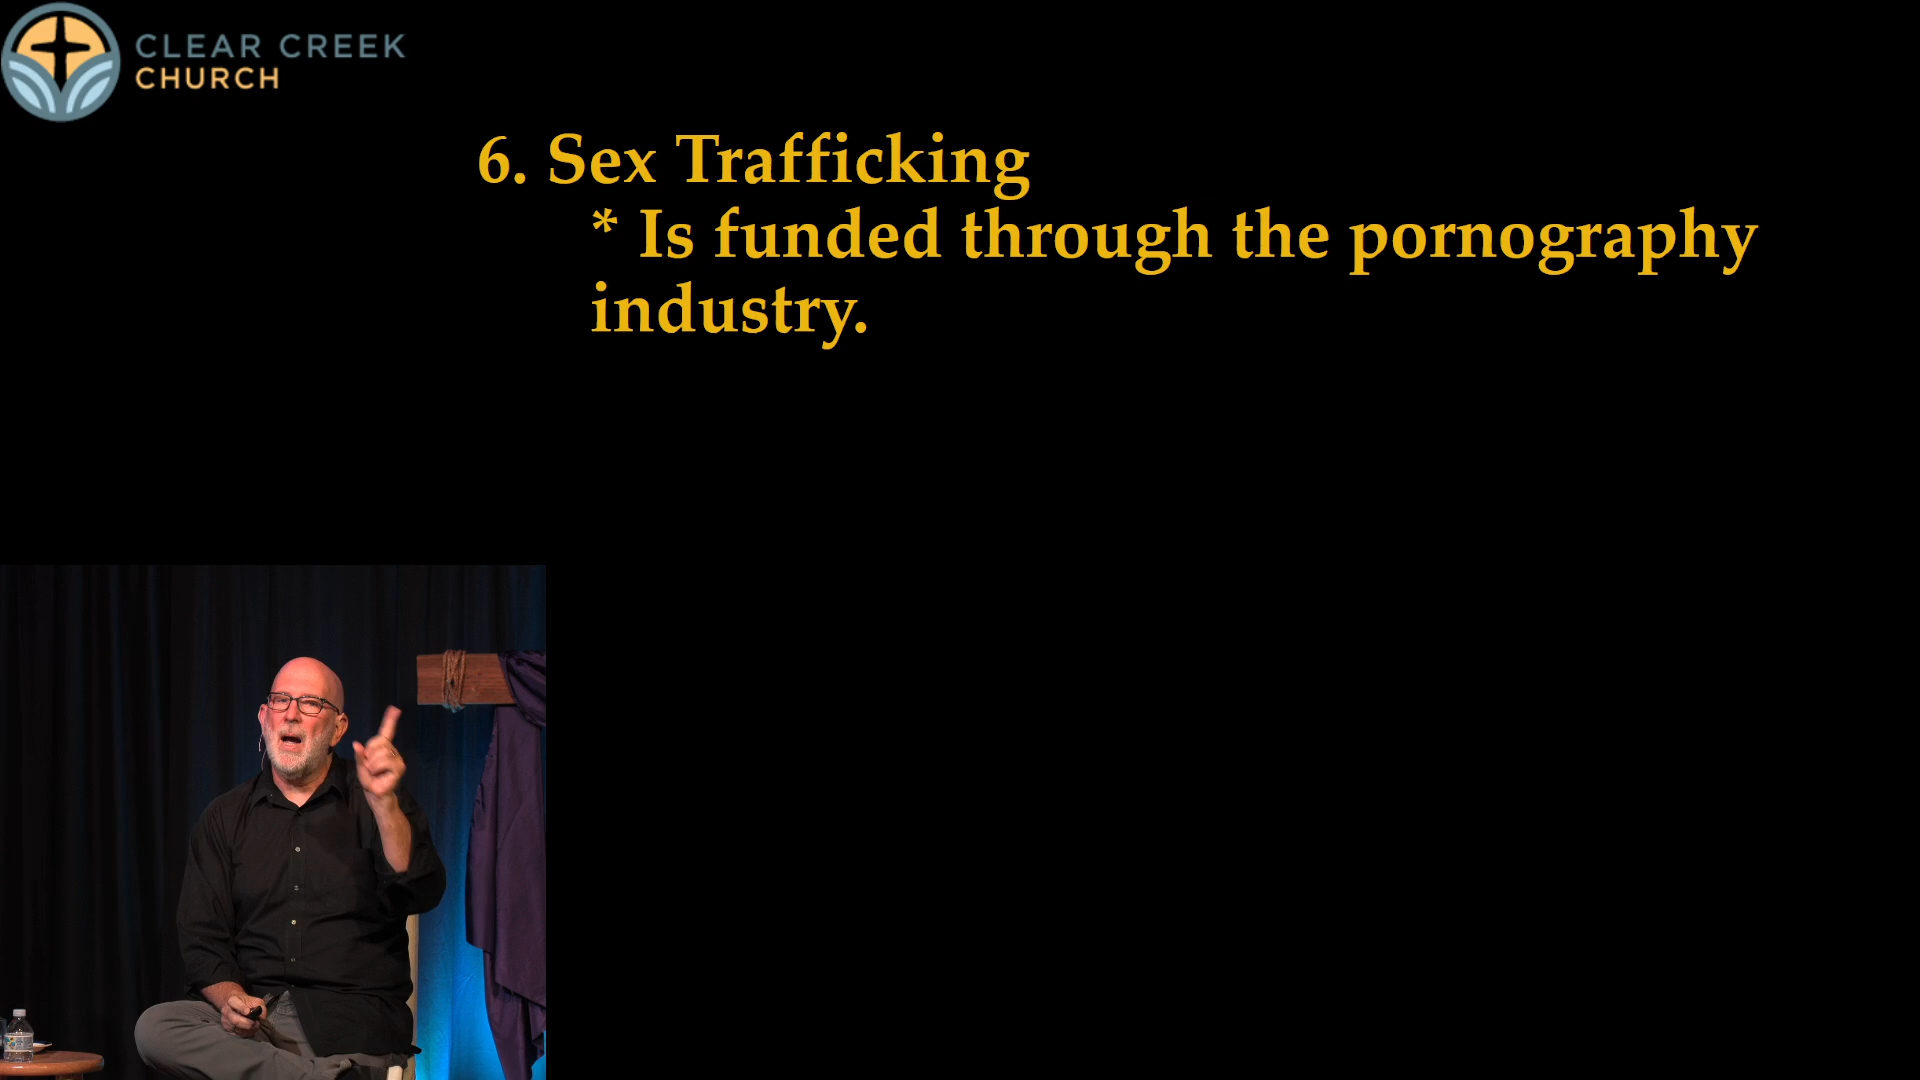 CLEAR CREEK
CHURCH
6. Sex Trafficking
* Is funded through the pornography
industry.